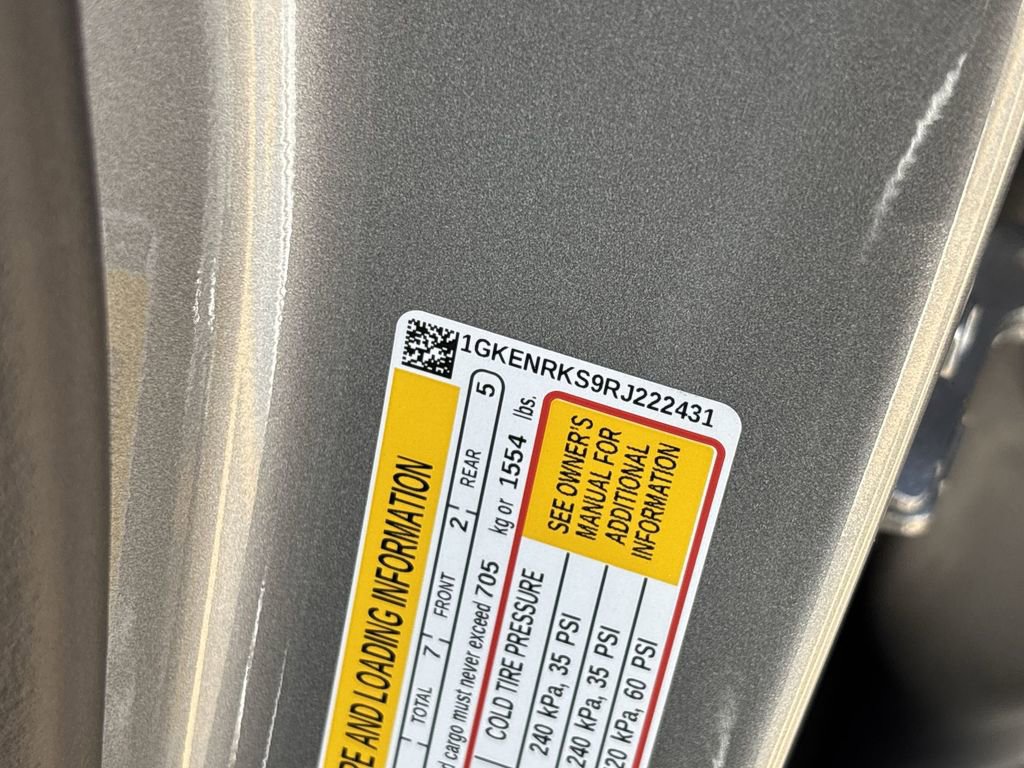 1GKENRKS9RJ222431
AND LOADING INFORMATION
TOTAL 7 FRONT 2 REAR 5
cargo must never exceed 705 kg or 1554 lbs.
COLD TIRE PRESSURE
240 kPa, 35 PSI
240 kPa, 35 PSI
20 kPa, 60 PSI
SEE OWNER'S
MANUAL FOR
ADDITIONAL
INFORMATION